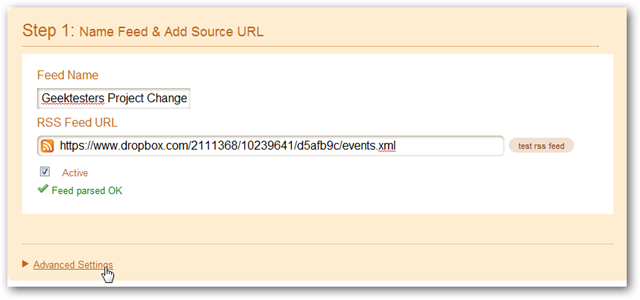 Step 1: Name Feed & Add Source URL
Feed Name
Geektesters Project Change
RSS Feed URL
https://www.dropbox.com/2111368/10239641/d5afb9c/events.xml
test rss feed
Active
Feed parsed OK
Advanced Settings